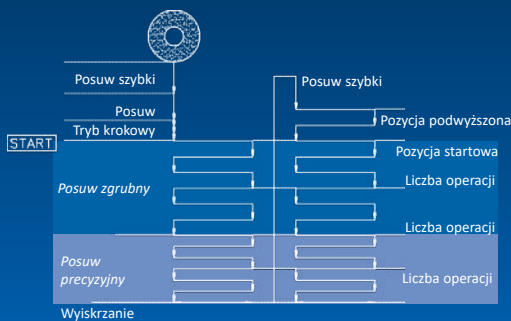 Posuw szybki
Posuw szybki
Posuw
Pozycja podwyższona
Tryb krokowy
START
Pozycja startowa
Posuw zgrubny
Liczba operacji
Liczba operacji
Posuw
precyzyjny
Liczba operacji
Wyiskrzanie